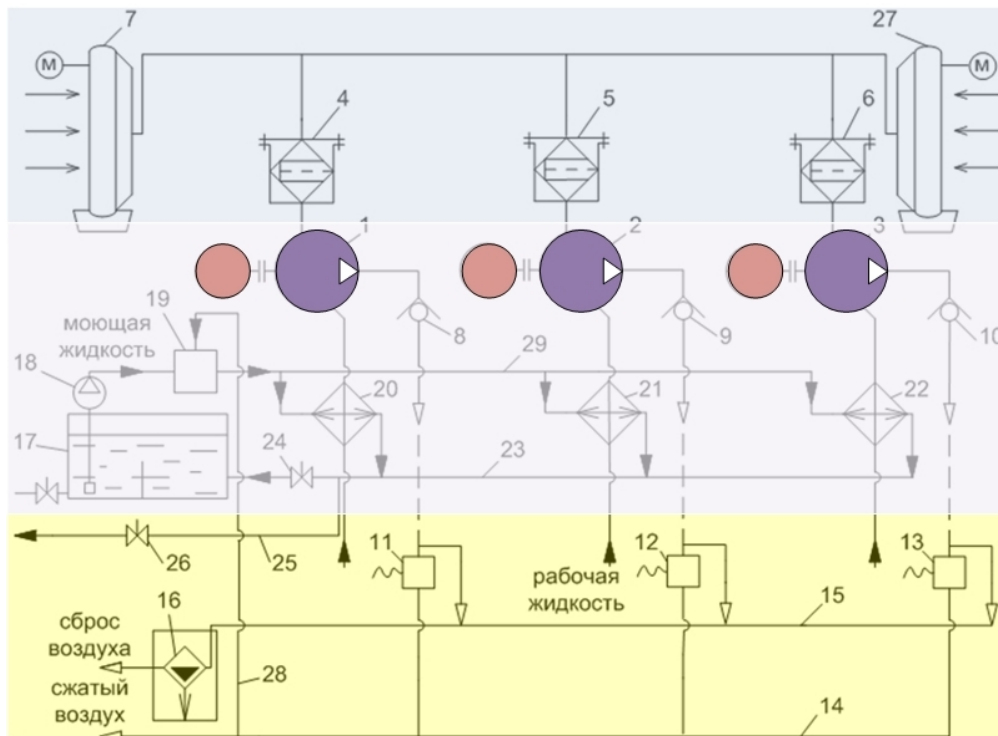 7
27
М
М
4
5
6
1
2
3
19
моющая
жидкость
8
9
10
29
18
20
21
22
17
24
23
11
12
13
26
25
рабочая
жидкость
15
16
сброс
воздуха
28
сжатый
воздух
14